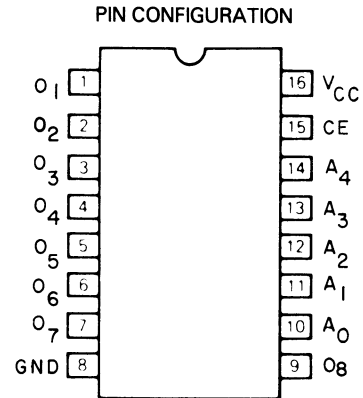 PIN CONFIGURATION
O1 1 16 VCC
O2 2 15 CE
O3 3 14 A4
O4 4 13 A3
O5 5 12 A2
O6 6 11 A1
O7 7 10 A0
GND 8 9 O8